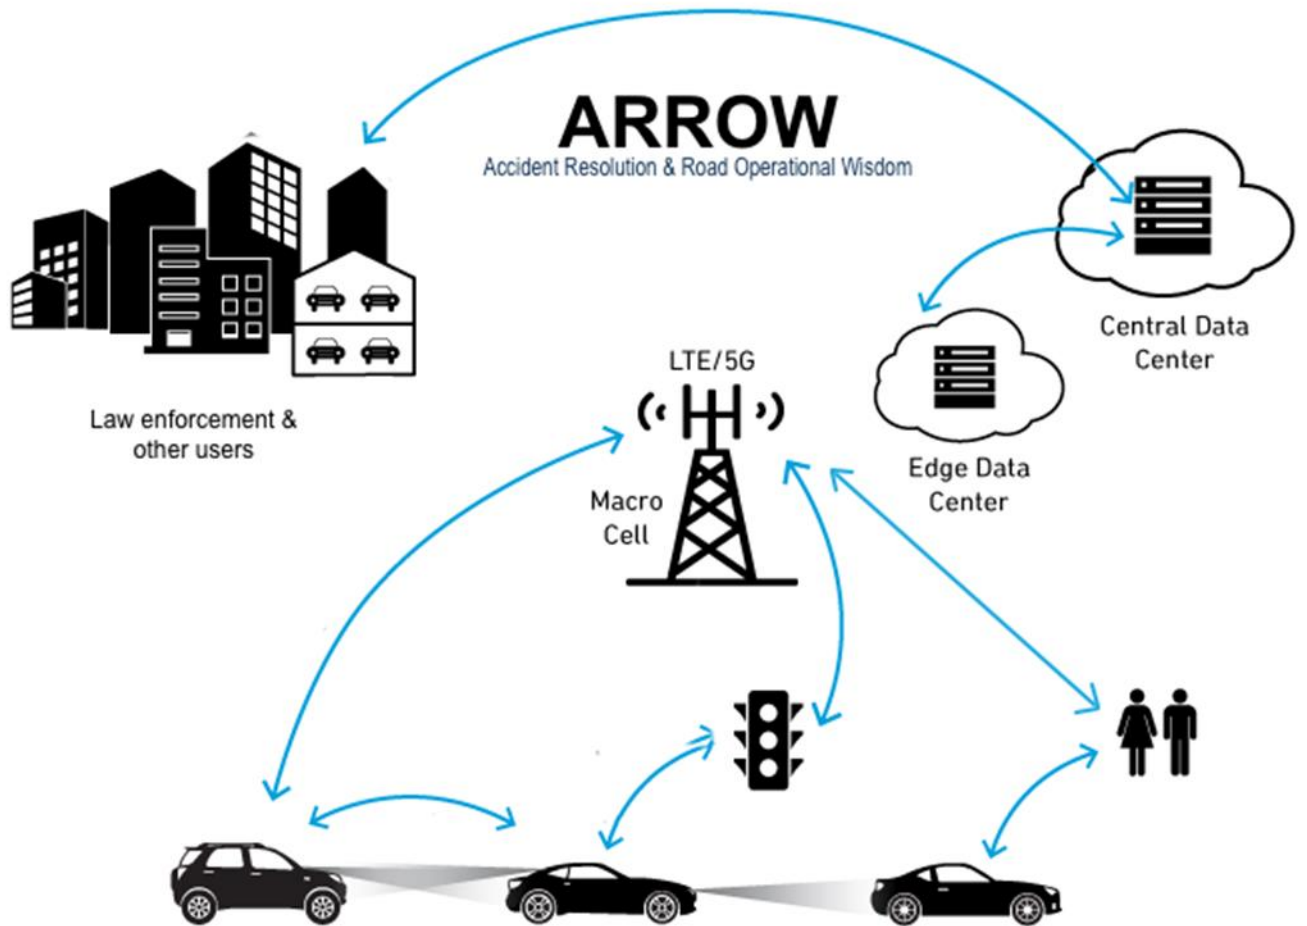 ARROW
Accident Resolution & Road Operational Wisdom
Law enforcement &
other users
LTE/5G
Macro
Cell
Central Data
Center
Edge Data
Center